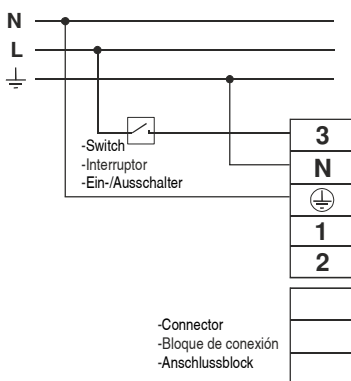 N
L
-Switch
-Interruptor
-Ein-/Ausschalter
3
N
1
2
-Connector
-Bloque de conexión
-Anschlussblock